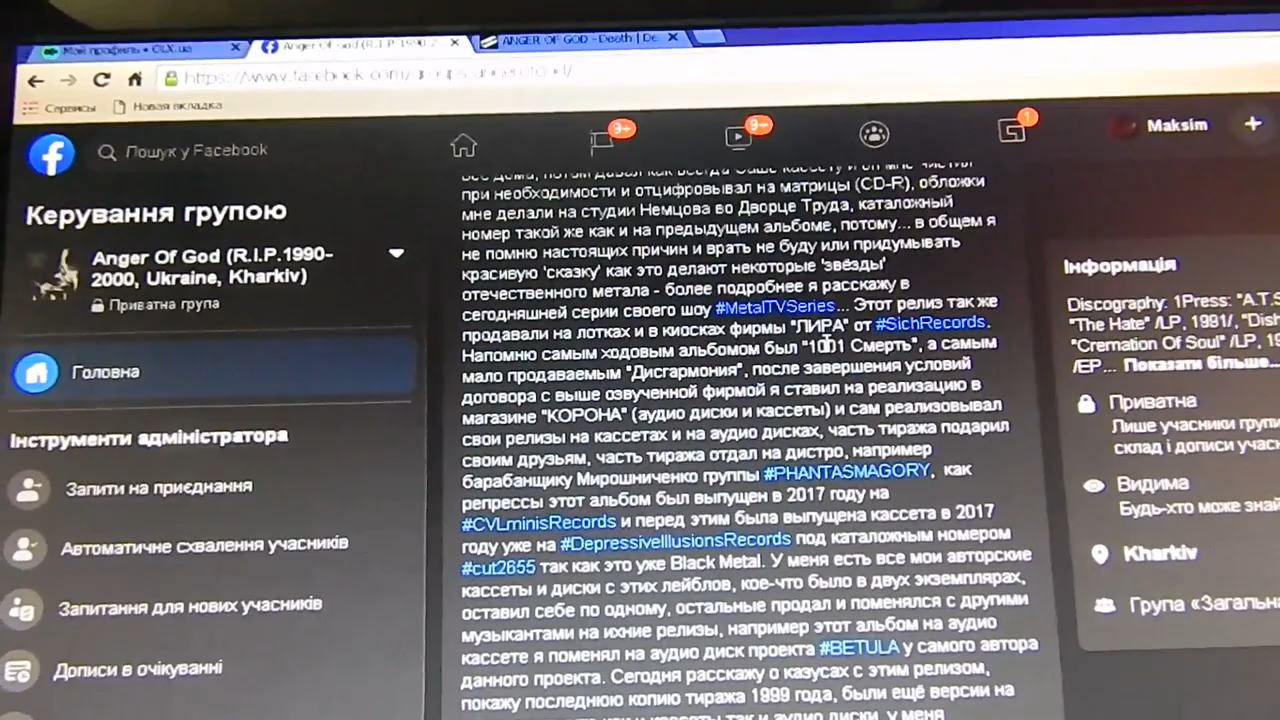 Мой профиль • OLX.ua
Anger Of God (R.I.P.1990-2
ANGER OF GOD - Death | De
https://www.facebook.com/groups/angerofgod/
Сервисы
Новая вкладка
Пошук у Facebook
9+
9+
1
Maksim
Керування групою
Anger Of God (R.I.P.1990-
2000, Ukraine, Kharkiv)
Приватна група
Головна
Інструменти адміністратора
Запити на приєднання
Автоматичне схвалення учасників
Запитання для нових учасників
Дописи в очікуванні
при необходимости и отцифровывал на матрицы (CD-R), обложки
мне делали на студии Немцова во Дворце Труда, каталожный
номер такой же как и на предыдущем альбоме, потому... в общем я
не помню настоящих причин и врать не буду или придумывать
красивую 'сказку' как это делают некоторые 'звёзды'
отечественного метала - более подробнее я расскажу в
сегодняшней серии своего шоу #MetalTVSeries... Этот релиз так же
продавали на лотках и в киосках фирмы "ЛИРА" от #SichRecords.
Напомню самым ходовым альбомом был "1001 Смерть", а самым
мало продаваемым "Дисгармония", после завершения условий
договора с выше озвученной фирмой я ставил на реализацию в
магазине "КОРОНА" (аудио диски и кассеты) и сам реализовывал
свои релизы на кассетах и на аудио дисках, часть тиража подарил
своим друзьям, часть тиража отдал на дистро, например
барабанщику Мирошниченко группы #PHANTASMAGORY, как
репрессы этот альбом был выпущен в 2017 году на
#CVLminisRecords и перед этим была выпущена кассета в 2017
году уже на #DepressiveIllusionsRecords под каталожным номером
#cut2655 так как это уже Black Metal. У меня есть все мои авторские
кассеты и диски с этих лейблов, кое-что было в двух экземплярах,
оставил себе по одному, остальные продал и поменялся с другими
музыкантами на ихние релизы, например этот альбом на аудио
кассете я поменял на аудио диск проекта #BETULA у самого автора
данного проекта. Сегодня расскажу о казусах с этим релизом,
покажу последнюю копию тиража 1999 года, были ещё версии на
Інформація
Discography: 1Press: "A.T.S
"The Hate" /LP, 1991/, "Dish
"Cremation Of Soul" /LP, 19
/EP... Показати більше...
Приватна
Лише учасники групи
склад і дописи учас
Видима
Будь-хто може знай
Kharkiv
Група «Загальна